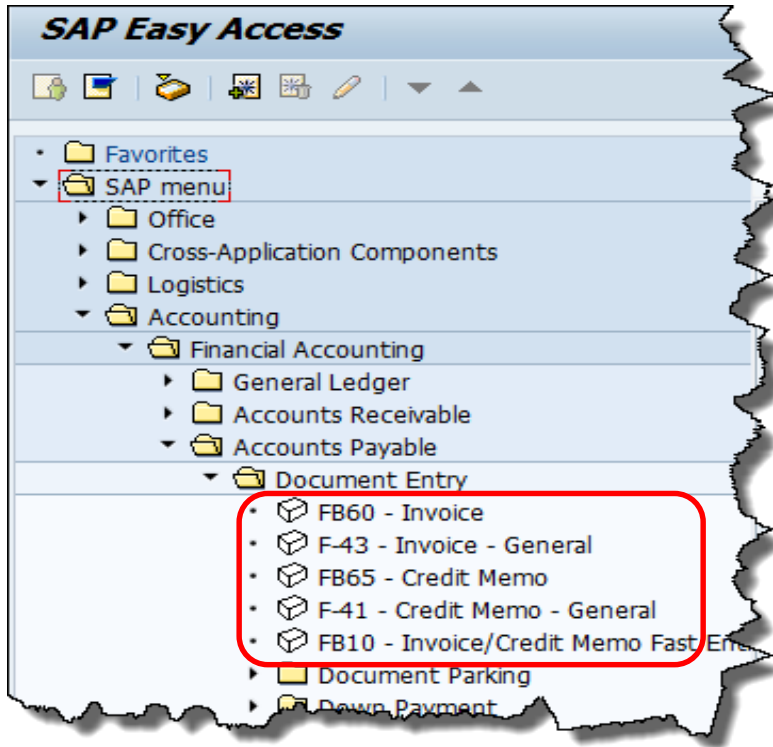 SAP Easy Access
Favorites
SAP menu
Office
Cross-Application Components
Logistics
Accounting
Financial Accounting
General Ledger
Accounts Receivable
Accounts Payable
Document Entry
FB60 - Invoice
F-43 - Invoice - General
FB65 - Credit Memo
F-41 - Credit Memo - General
FB10 - Invoice/Credit Memo Fast
Document Parking
Down Payment